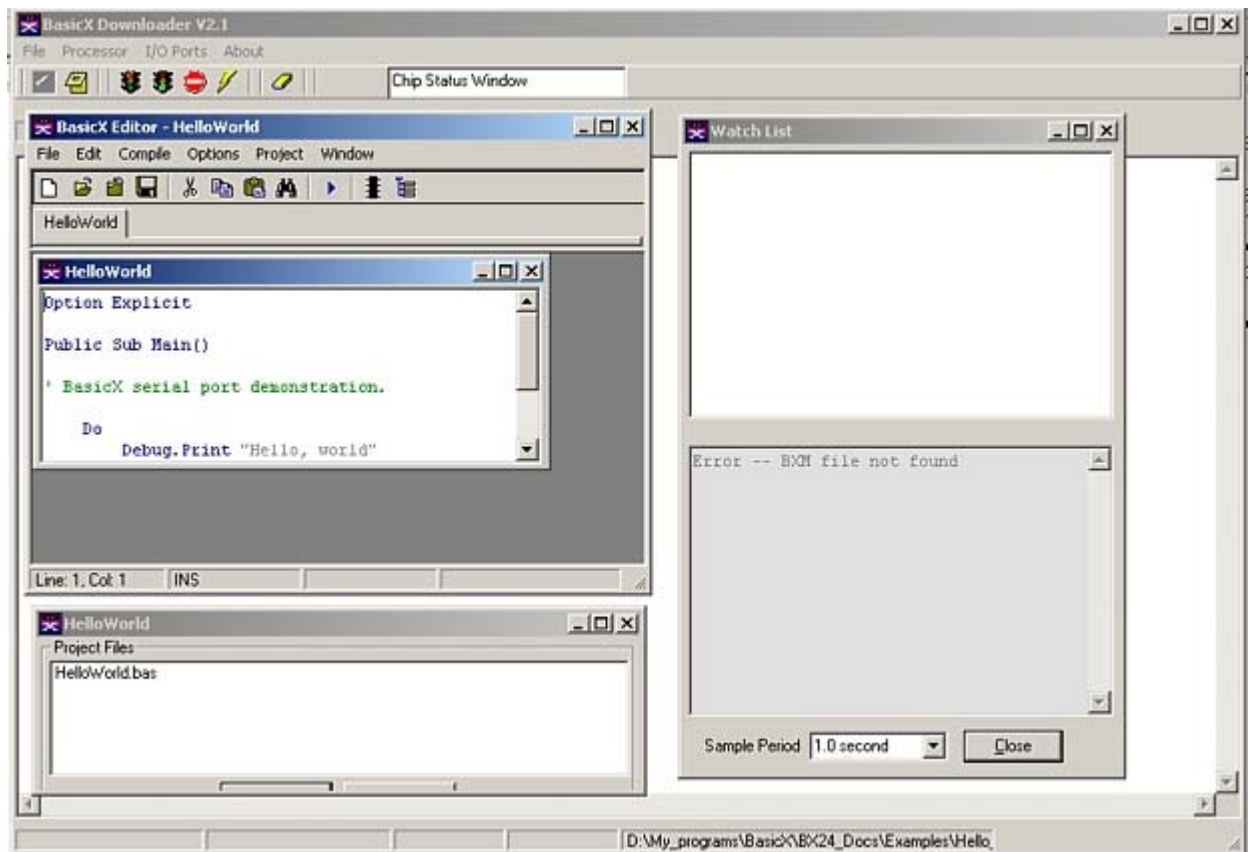 BasicX Downloader V2.1
File Processor I/O Ports About
Chip Status Window
BasicX Editor - HelloWorld
File Edit Compile Options Project Window
HelloWorld
HelloWorld
Option Explicit
Public Sub Main()
' BasicX serial port demonstration.
Do
Debug.Print "Hello, world"
Line: 1, Col: 1 INS
HelloWorld
Project Files
HelloWorld.bas
Watch List
Error -- BXM file not found
Sample Period 1.0 second Close
D:\My_programs\BasicX\BX24_Docs\Examples\Hello_